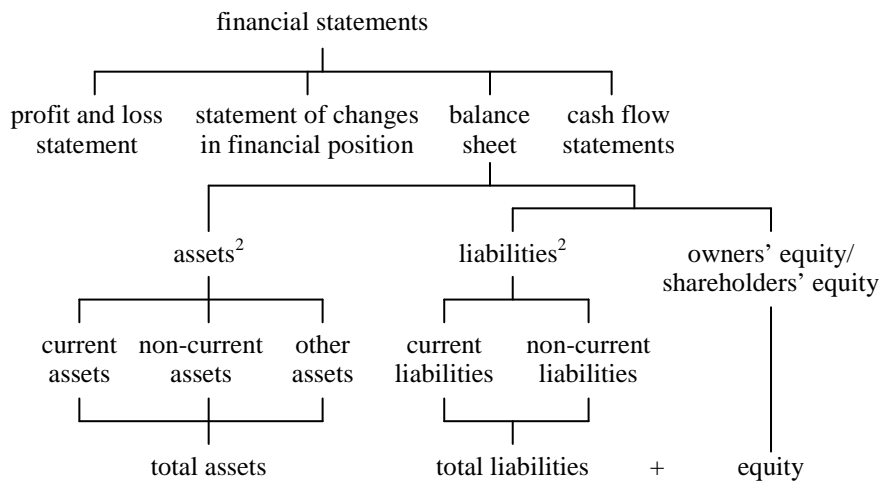 financial statements
profit and loss statement of changes balance cash flow
statement in financial position sheet statements
assets² liabilities² owners’ equity/
shareholders’ equity
current non-current other current non-current
assets assets assets liabilities liabilities
total assets total liabilities + equity